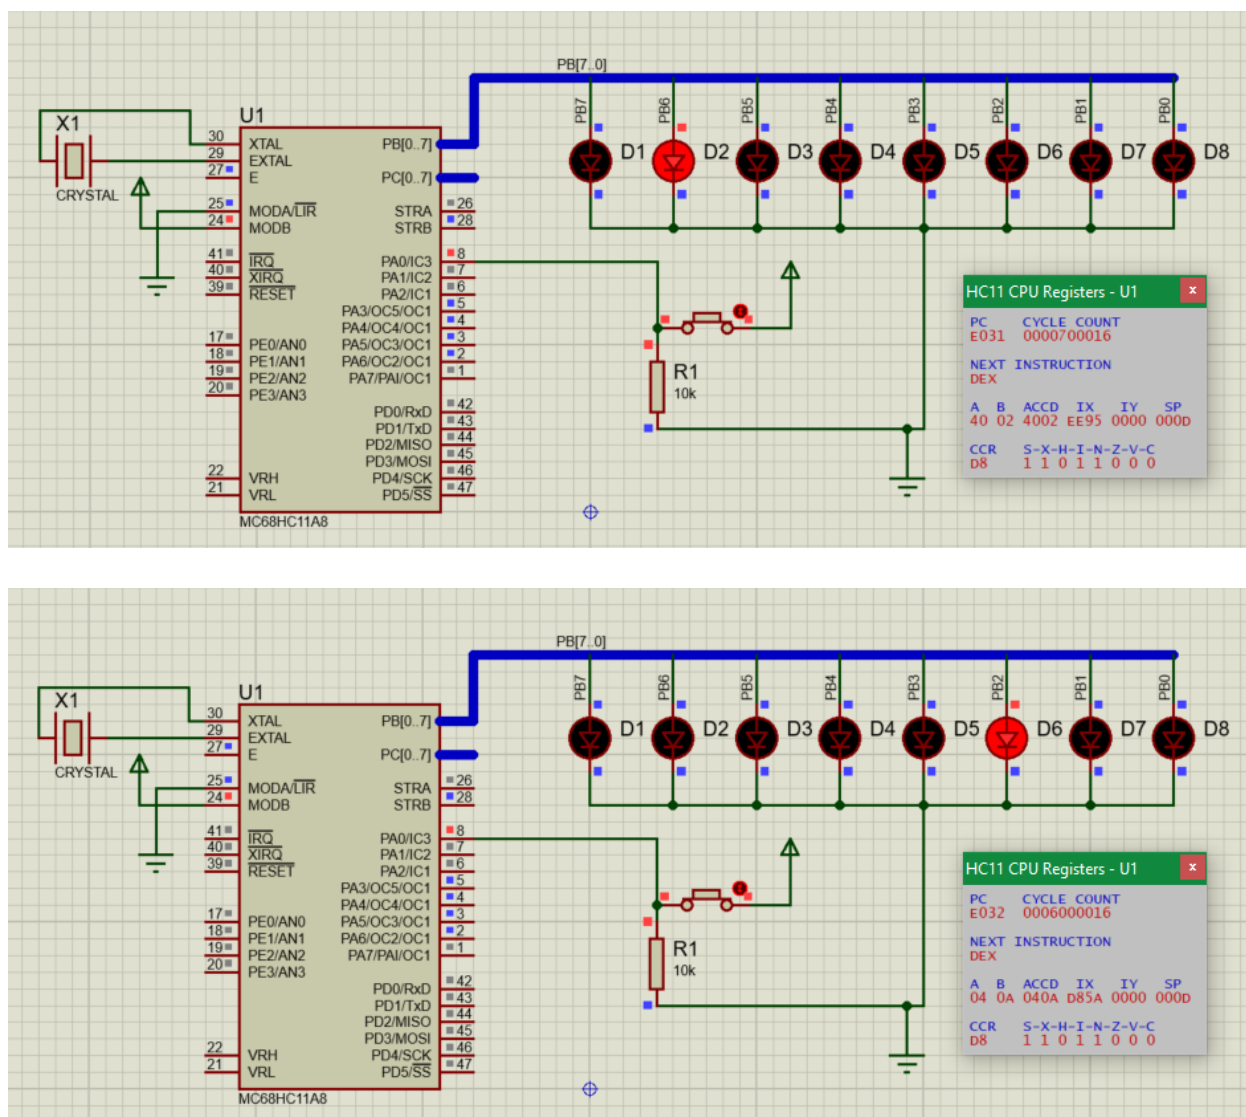 PB[7..0]
PB7 PB6 PB5 PB4 PB3 PB2 PB1 PB0
D1 D2 D3 D4 D5 D6 D7 D8
X1
CRYSTAL
U1
30 XTAL PB[0..7]
29 EXTAL
27 E PC[0..7]
25 MODA/LIR STRA 26
24 MODB STRB 28
41 IRQ PA0/IC3 8
40 XIRQ PA1/IC2 7
39 RESET PA2/IC1 6
PA3/OC5/OC1 5
PA4/OC4/OC1 4
17 PE0/AN0 PA5/OC3/OC1 3
18 PE1/AN1 PA6/OC2/OC1 2
19 PE2/AN2 PA7/PAI/OC1 1
20 PE3/AN3
PD0/RxD 42
PD1/TxD 43
PD2/MISO 44
PD3/MOSI 45
22 VRH PD4/SCK 46
21 VRL PD5/SS 47
MC68HC11A8
R1
10k
HC11 CPU Registers - U1 x
PC CYCLE COUNT
E031 0000700016
NEXT INSTRUCTION
DEX
A B ACCD IX IY SP
40 02 4002 EE95 0000 000D
CCR S-X-H-I-N-Z-V-C
D8 1 1 0 1 1 0 0 0
PB[7..0]
PB7 PB6 PB5 PB4 PB3 PB2 PB1 PB0
D1 D2 D3 D4 D5 D6 D7 D8
X1
CRYSTAL
U1
30 XTAL PB[0..7]
29 EXTAL
27 E PC[0..7]
25 MODA/LIR STRA 26
24 MODB STRB 28
41 IRQ PA0/IC3 8
40 XIRQ PA1/IC2 7
39 RESET PA2/IC1 6
PA3/OC5/OC1 5
PA4/OC4/OC1 4
17 PE0/AN0 PA5/OC3/OC1 3
18 PE1/AN1 PA6/OC2/OC1 2
19 PE2/AN2 PA7/PAI/OC1 1
20 PE3/AN3
PD0/RxD 42
PD1/TxD 43
PD2/MISO 44
PD3/MOSI 45
22 VRH PD4/SCK 46
21 VRL PD5/SS 47
MC68HC11A8
R1
10k
HC11 CPU Registers - U1 x
PC CYCLE COUNT
E032 0006000016
NEXT INSTRUCTION
DEX
A B ACCD IX IY SP
04 0A 040A D85A 0000 000D
CCR S-X-H-I-N-Z-V-C
D8 1 1 0 1 1 0 0 0